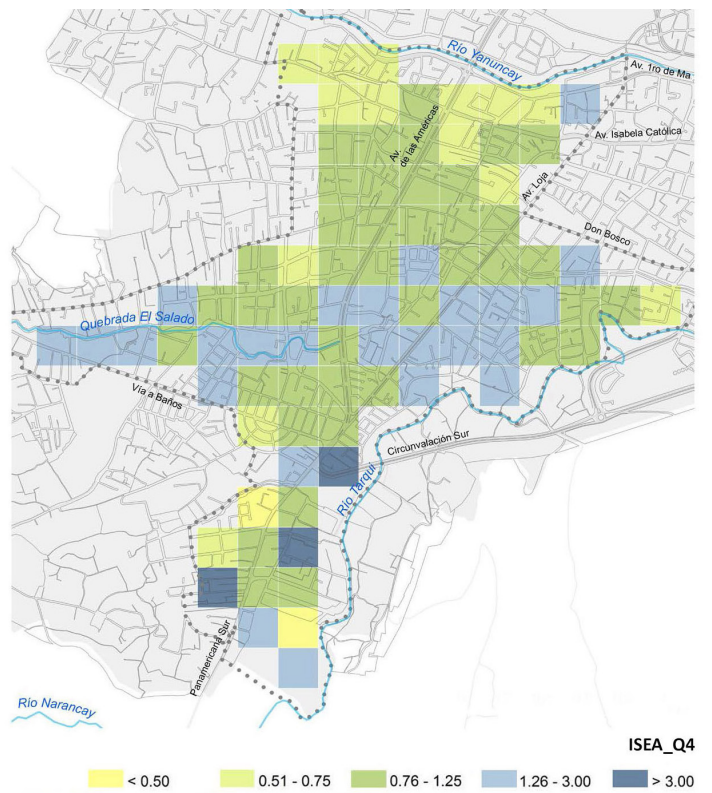 Río Yanuncay
Av. 1ro de Ma
Av.
de las Américas
Av. Isabela Católica
Av. Loja
Don Bosco
Quebrada El Salado
Vía a Baños
Circunvalación Sur
Río Tarqui
Panamericana Sur
Río Narancay
ISEA_Q4
< 0.50
0.51 - 0.75
0.76 - 1.25
1.26 - 3.00
> 3.00